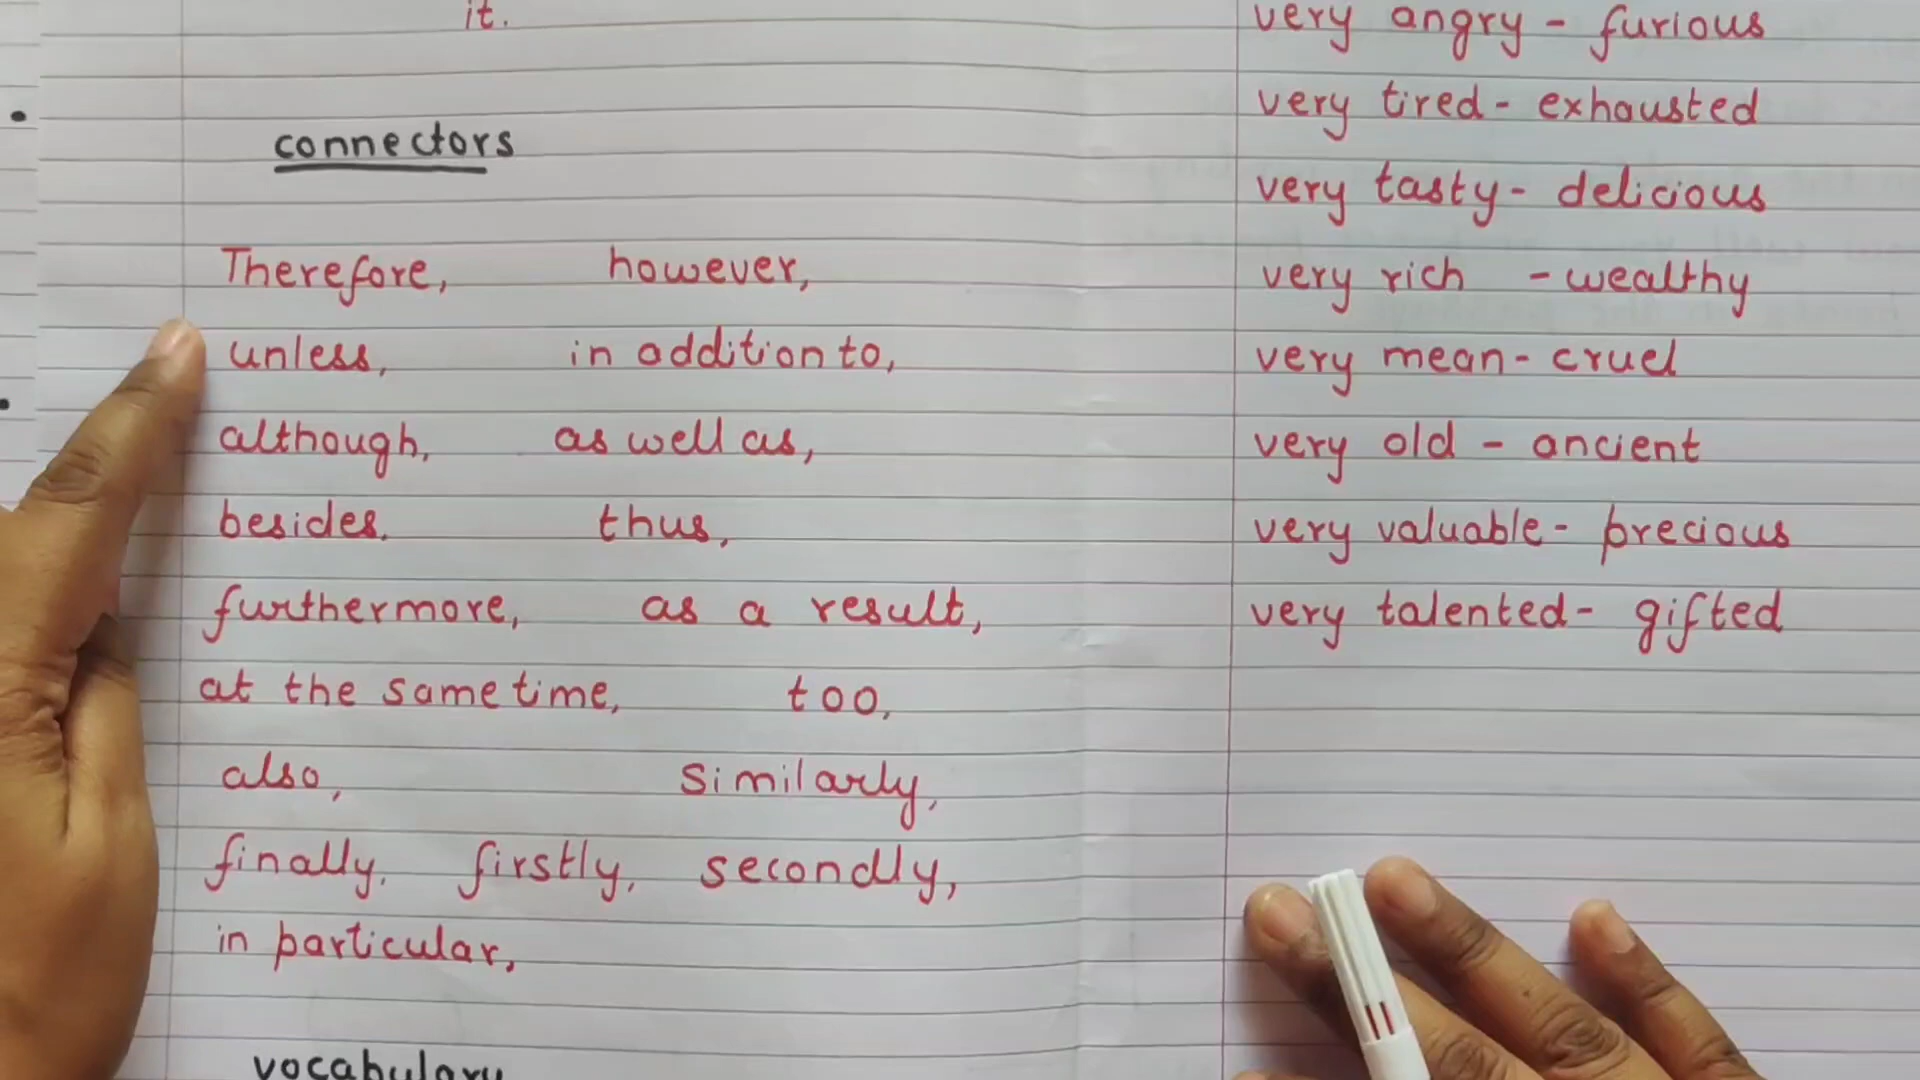 it.
connectors
Therefore, however,
unless, in addition to,
although, as well as,
besides, thus,
furthermore, as a result,
at the same time, too,
also, Similarly,
finally, firstly, secondly,
in particular,
vocabulary
very angry - furious
very tired - exhausted
very tasty - delicious
very rich - wealthy
very mean - cruel
very old - ancient
very valuable - precious
very talented - gifted